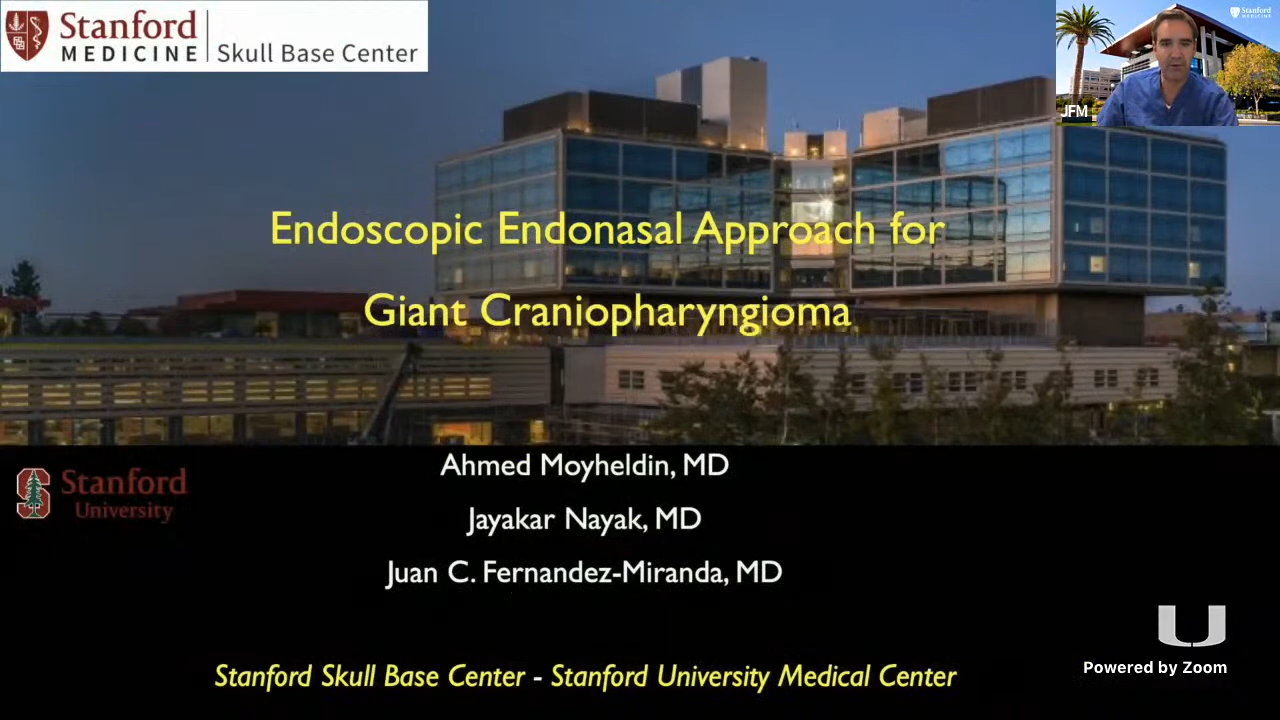 Stanford
MEDICINE
Skull Base Center
Stanford
JFM
Endoscopic Endonasal Approach for
Giant Craniopharyngioma
Stanford
University
Ahmed Moyheldin, MD
Jayakar Nayak, MD
Juan C. Fernandez-Miranda, MD
Stanford Skull Base Center - Stanford University Medical Center
U
Powered by Zoom